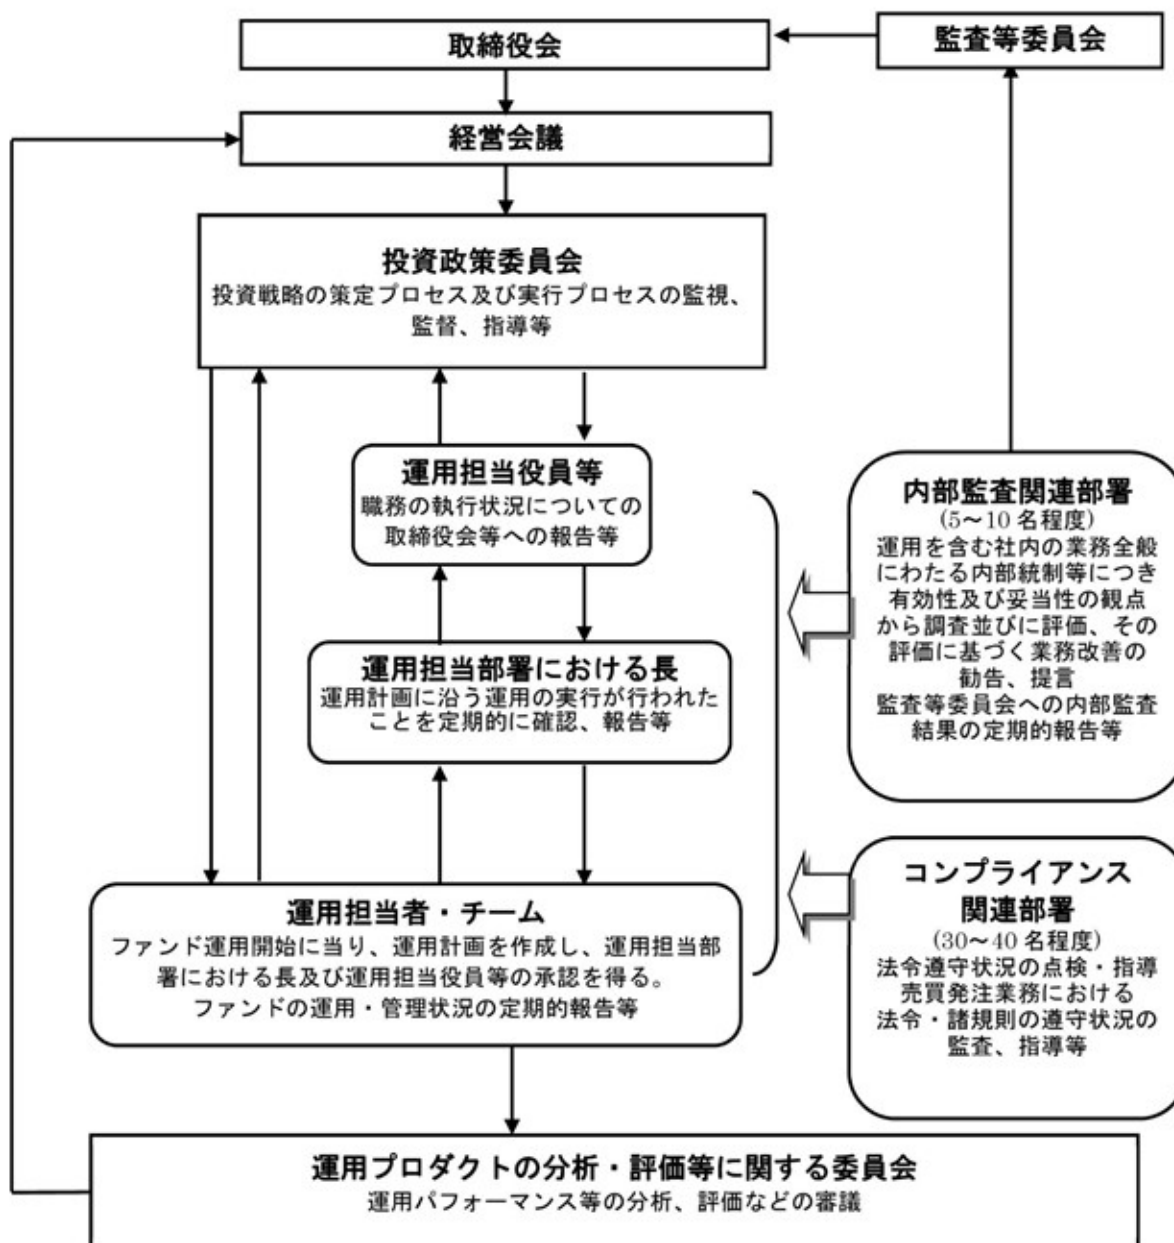 取締役会
監査等委員会
経営会議
投資政策委員会
投資戦略の策定プロセス及び実行プロセスの監視、
監督、指導等
運用担当役員等
職務の執行状況についての
取締役会等への報告等
運用担当部署における長
運用計画に沿う運用の実行が行われた
ことを定期的に確認、報告等
運用担当者・チーム
ファンド運用開始に当り、運用計画を作成し、運用担当部
署における長及び運用担当役員等の承認を得る。
ファンドの運用・管理状況の定期的報告等
内部監査関連部署
(5～10 名程度)
運用を含む社内の業務全般
にわたる内部統制等につき
有効性及び妥当性の観点
から調査並びに評価、その
評価に基づく業務改善の
勧告、提言
監査等委員会への内部監査
結果の定期的報告等
コンプライアンス
関連部署
(30～40 名程度)
法令遵守状況の点検・指導
売買発注業務における
法令・諸規則の遵守状況の
監査、指導等
運用プロダクトの分析・評価等に関する委員会
運用パフォーマンス等の分析、評価などの審議